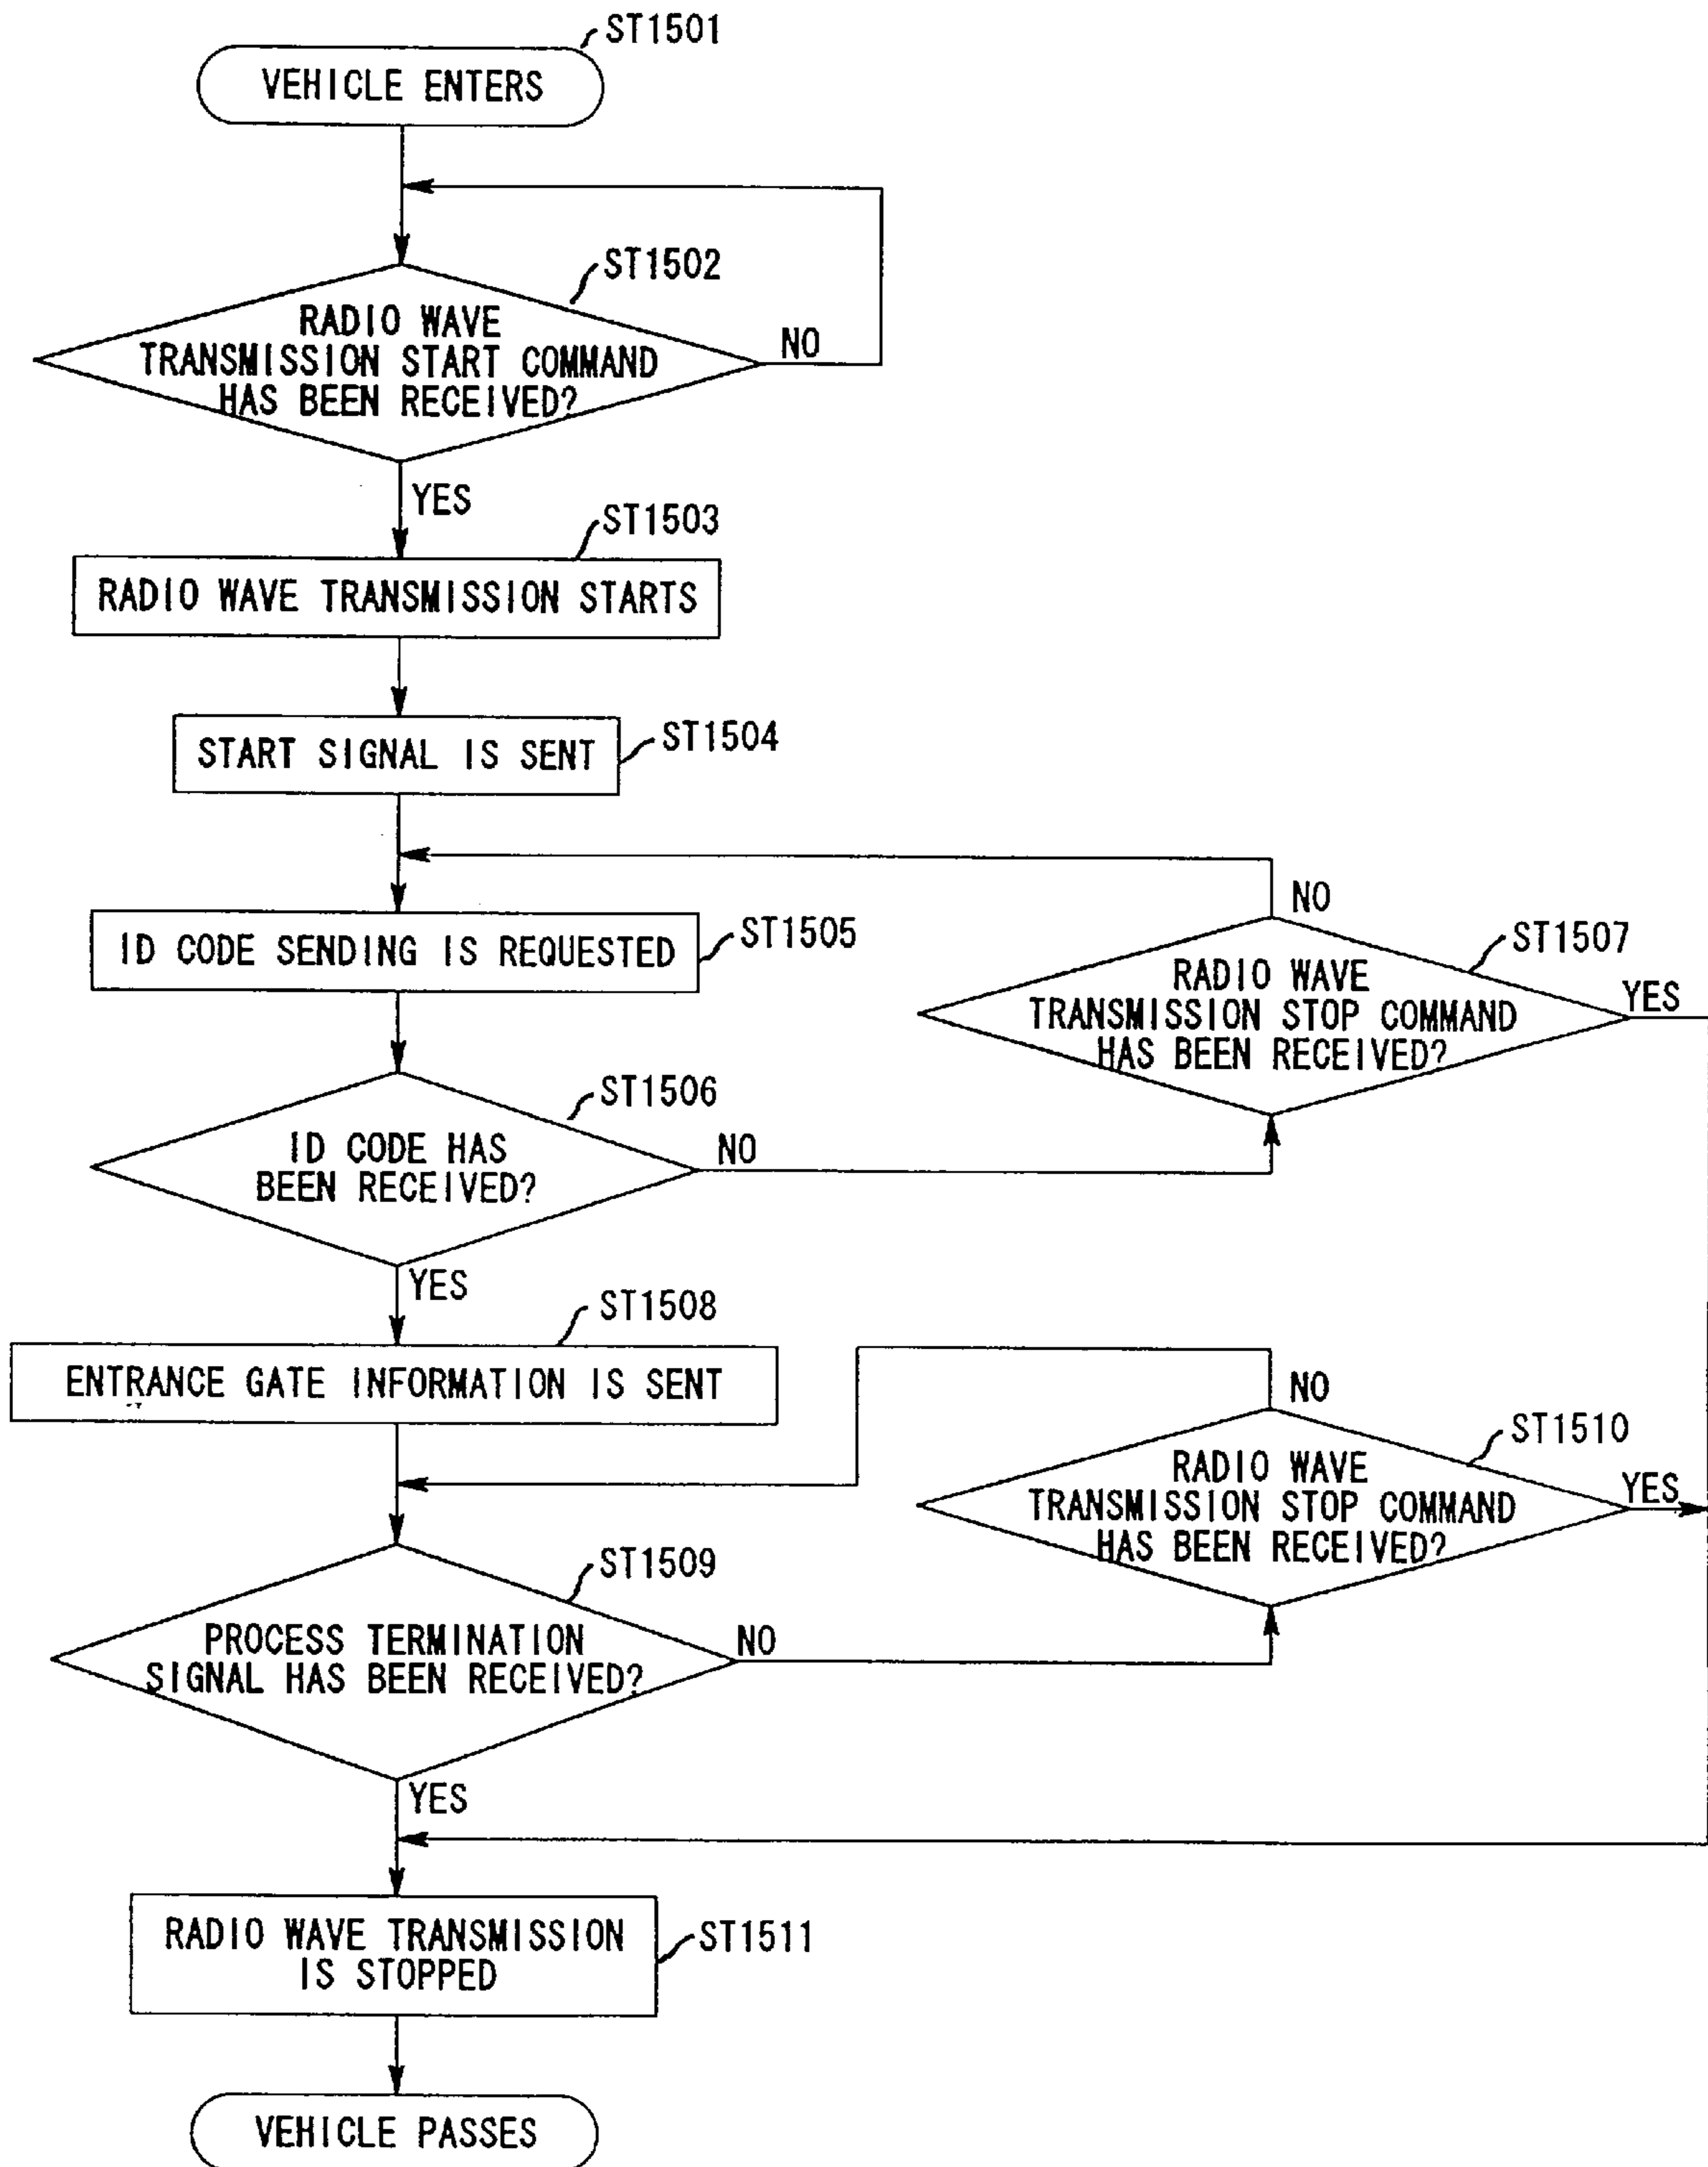 ST1501
VEHICLE ENTERS
ST1502
RADIO WAVE
TRANSMISSION START COMMAND
HAS BEEN RECEIVED?
NO
YES
ST1503
RADIO WAVE TRANSMISSION STARTS
START SIGNAL IS SENT
ST1504
ID CODE SENDING IS REQUESTED
ST1505
NO
ST1507
RADIO WAVE
TRANSMISSION STOP COMMAND
HAS BEEN RECEIVED?
YES
ST1506
ID CODE HAS
BEEN RECEIVED?
NO
YES
ST1508
ENTRANCE GATE INFORMATION IS SENT
NO
ST1510
RADIO WAVE
TRANSMISSION STOP COMMAND
HAS BEEN RECEIVED?
YES
ST1509
PROCESS TERMINATION
SIGNAL HAS BEEN RECEIVED?
NO
YES
RADIO WAVE TRANSMISSION
IS STOPPED
ST1511
VEHICLE PASSES